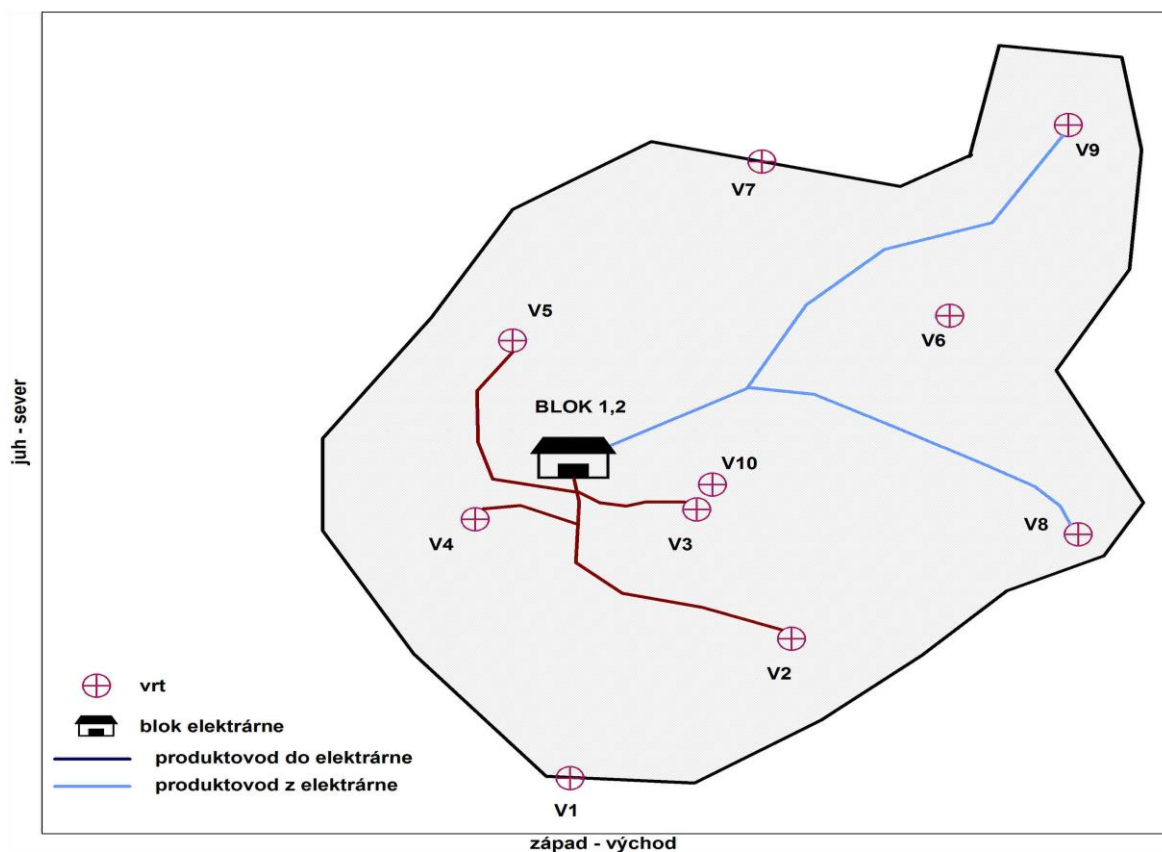 V9
V7
V5
V6
BLOK 1,2
V10
V3
V4
V8
V2
V1
juh - sever
vrt
blok elektrárne
produktovod do elektrárne
produktovod z elektrárne
západ - východ